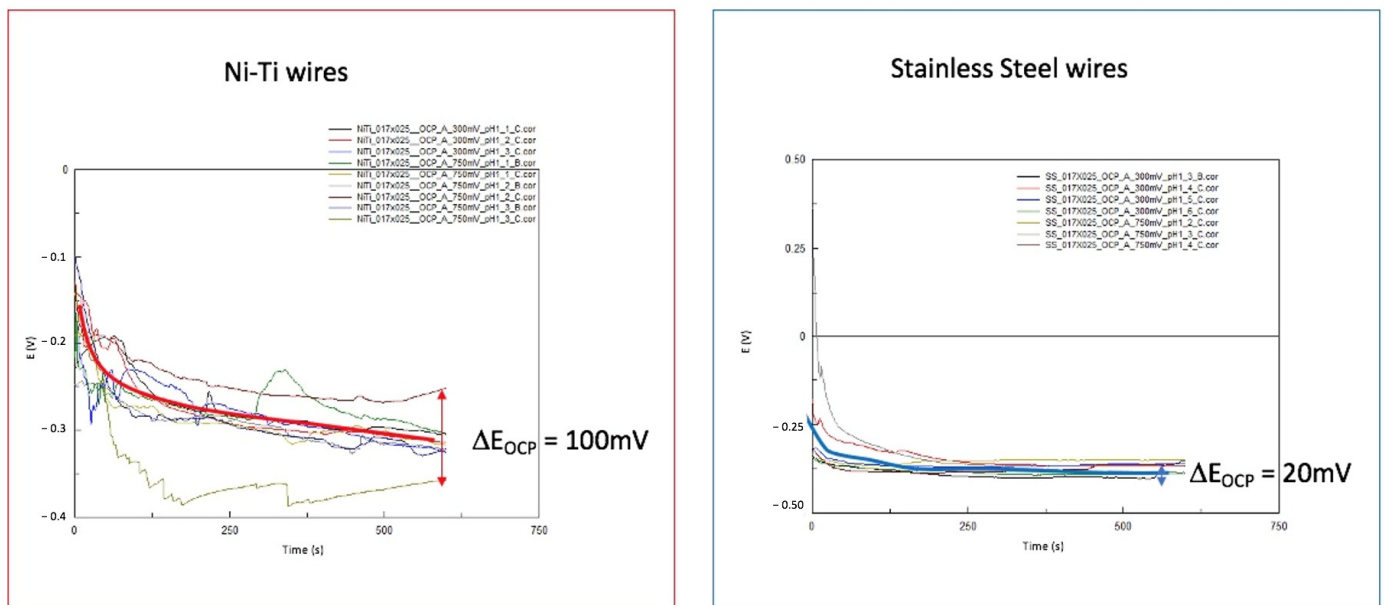 Ni-Ti wires
NiTi_017x025__OCP_A_300mV_pH1_1_C.cor
NiTi_017x025__OCP_A_300mV_pH1_2_C.cor
NiTi_017x025__OCP_A_300mV_pH1_3_C.cor
NiTi_017x025__OCP_A_750mV_pH1_1_B.cor
NiTi_017x025__OCP_A_750mV_pH1_1_C.cor
NiTi_017x025__OCP_A_750mV_pH1_2_B.cor
NiTi_017x025__OCP_A_750mV_pH1_2_C.cor
NiTi_017x025__OCP_A_750mV_pH1_3_B.cor
NiTi_017x025__OCP_A_750mV_pH1_3_C.cor
0
−0.1
−0.2
−0.3
−0.4
E (V)
ΔE_OCP = 100mV
0 250 500 750
Time (s)
Stainless Steel wires
SS_017X025_OCP_A_300mV_pH1_3_B.cor
SS_017X025_OCP_A_300mV_pH1_4_C.cor
SS_017X025_OCP_A_300mV_pH1_5_C.cor
SS_017X025_OCP_A_300mV_pH1_6_C.cor
SS_017X025_OCP_A_750mV_pH1_2_C.cor
SS_017X025_OCP_A_750mV_pH1_3_C.cor
SS_017X025_OCP_A_750mV_pH1_4_C.cor
0.50
0.25
0
−0.25
−0.50
E (V)
ΔE_OCP = 20mV
0 250 500 750
Time (s)